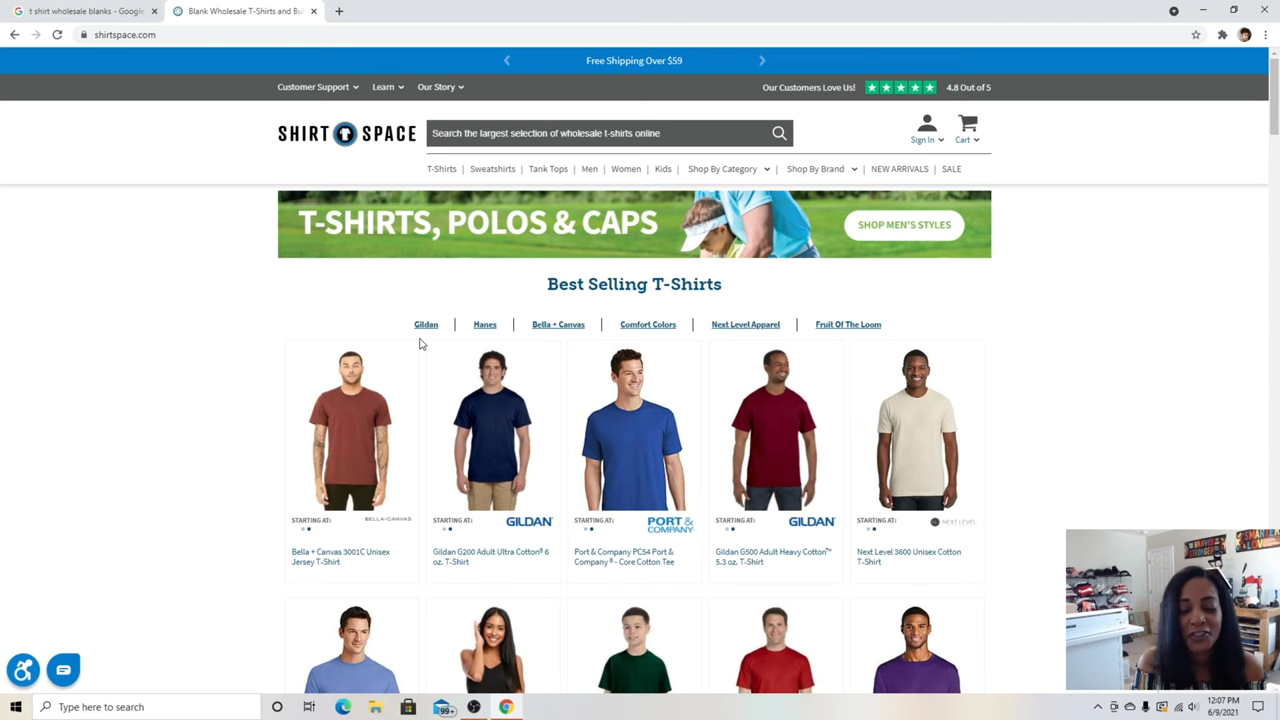 t shirt wholesale blanks - Google
Blank Wholesale T-Shirts and Bul
shirtspace.com
Free Shipping Over $59
Customer Support
Learn
Our Story
Our Customers Love Us!
4.8 Out of 5
SHIRT SPACE
Search the largest selection of wholesale t-shirts online
Sign In
Cart
T-Shirts | Sweatshirts | Tank Tops | Men | Women | Kids | Shop By Category | Shop By Brand | NEW ARRIVALS | SALE
T-SHIRTS, POLOS & CAPS
SHOP MEN'S STYLES
Best Selling T-Shirts
Gildan | Hanes | Bella + Canvas | Comfort Colors | Next Level Apparel | Fruit Of The Loom
STARTING AT:
BELLA+CANVAS.
Bella + Canvas 3001C Unisex
Jersey T-Shirt
STARTING AT:
GILDAN
Gildan G200 Adult Ultra Cotton® 6
oz. T-Shirt
STARTING AT:
PORT &
COMPANY
Port & Company PC54 Port &
Company ® - Core Cotton Tee
STARTING AT:
GILDAN
Gildan G500 Adult Heavy Cotton™
5.3 oz. T-Shirt
STARTING AT:
NEXT LEVEL
Next Level 3600 Unisex Cotton
T-Shirt
Type here to search
99+
12:07 PM
6/9/2021